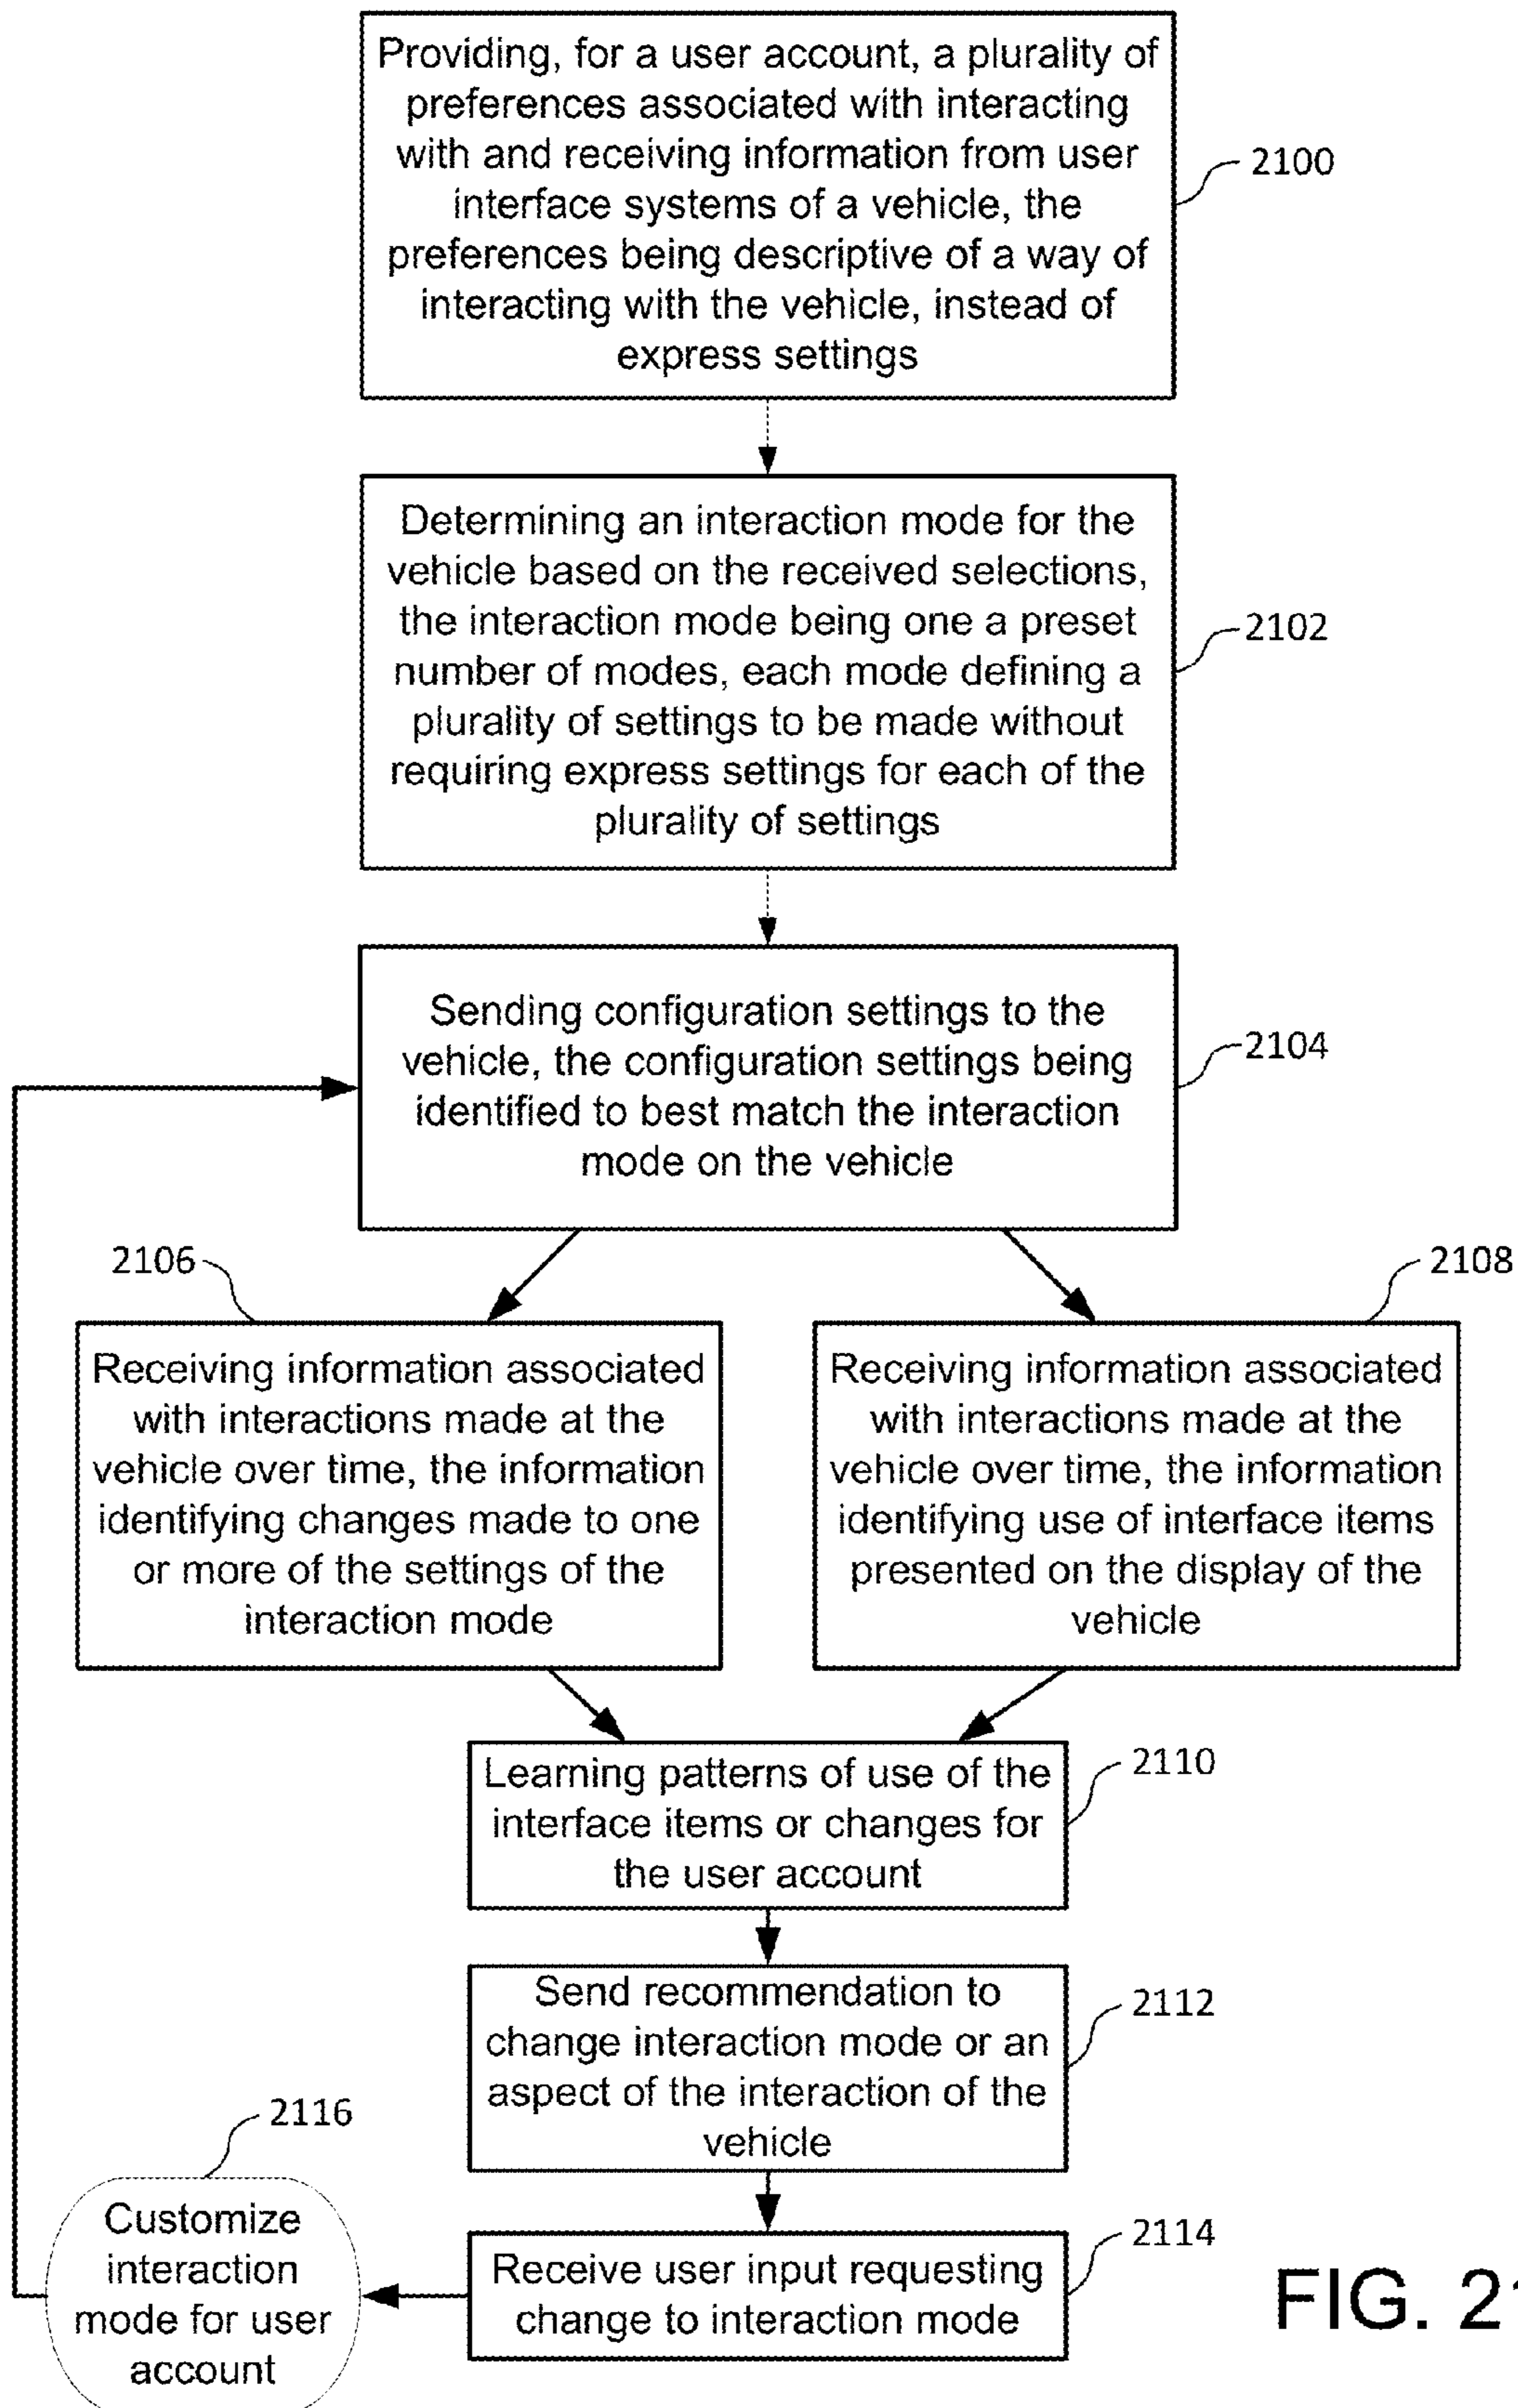 Providing, for a user account, a plurality of
preferences associated with interacting
with and receiving information from user
interface systems of a vehicle, the
preferences being descriptive of a way of
interacting with the vehicle, instead of
express settings
2100
Determining an interaction mode for the
vehicle based on the received selections,
the interaction mode being one a preset
number of modes, each mode defining a
plurality of settings to be made without
requiring express settings for each of the
plurality of settings
2102
Sending configuration settings to the
vehicle, the configuration settings being
identified to best match the interaction
mode on the vehicle
2104
2106
Receiving information associated
with interactions made at the
vehicle over time, the information
identifying changes made to one
or more of the settings of the
interaction mode
2108
Receiving information associated
with interactions made at the
vehicle over time, the information
identifying use of interface items
presented on the display of the
vehicle
Learning patterns of use of the
interface items or changes for
the user account
2110
Send recommendation to
change interaction mode or an
aspect of the interaction of the
vehicle
2112
Receive user input requesting
change to interaction mode
2114
2116
Customize
interaction
mode for user
account
FIG. 21